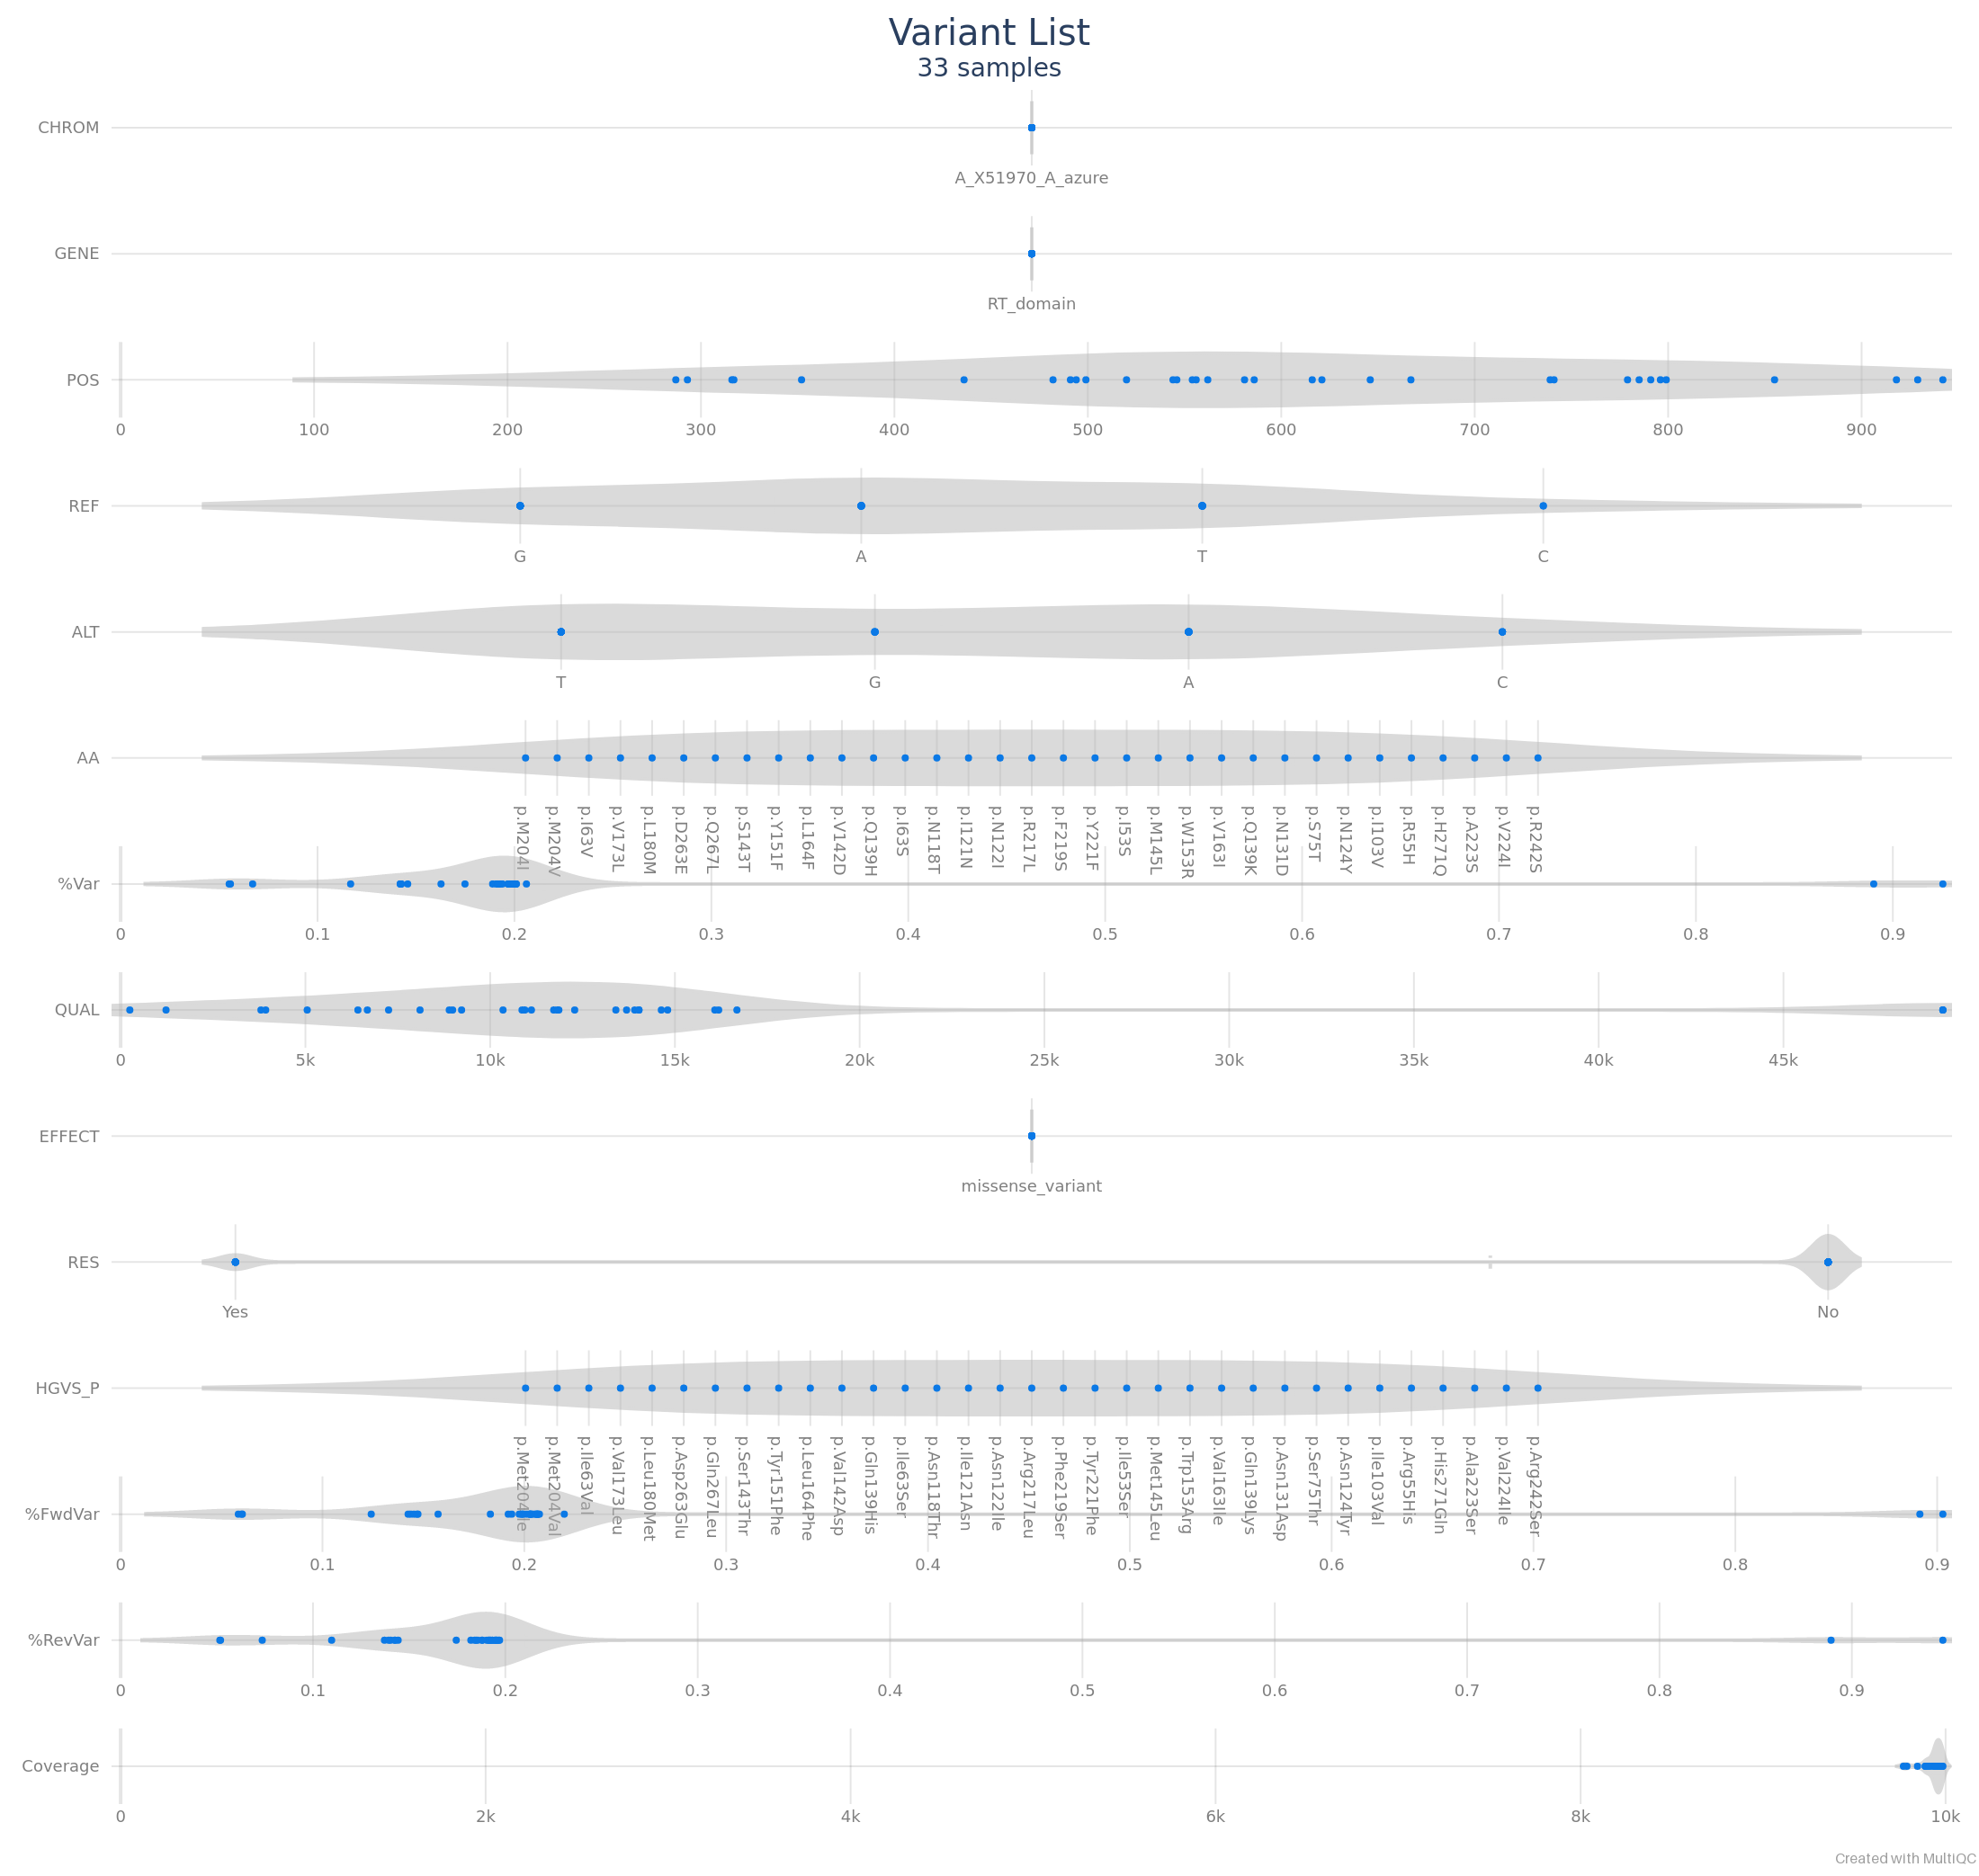 Variant List
33 samples
CHROM
A_X51970_A_azure
GENE
RT_domain
POS
0 100 200 300 400 500 600 700 800 900
REF
G A T C
ALT
T G A C
AA
p.M204I p.M204V p.I63V p.V173L p.L180M p.D263E p.Q267L p.S143T p.Y151F p.L164F p.V142D p.Q139H p.I63S p.N118T p.I121N p.N122I p.R217L p.F219S p.Y221F p.I53S p.M145L p.W153R p.V163I p.Q139K p.N131D p.S75T p.N124Y p.I103V p.R55H p.H271Q p.A223S p.V224I p.R242S
%Var
0 0.1 0.2 0.3 0.4 0.5 0.6 0.7 0.8 0.9
QUAL
0 5k 10k 15k 20k 25k 30k 35k 40k 45k
EFFECT
missense_variant
RES
Yes No
HGVS_P
p.Met204Ile p.Met204Val p.Ile63Val p.Val173Leu p.Leu180Met p.Asp263Glu p.Gln267Leu p.Ser143Thr p.Tyr151Phe p.Leu164Phe p.Val142Asp p.Gln139His p.Ile63Ser p.Asn118Thr p.Ile121Asn p.Asn122Ile p.Arg217Leu p.Phe219Ser p.Tyr221Phe p.Ile53Ser p.Met145Leu p.Trp153Arg p.Val163Ile p.Gln139Lys p.Asn131Asp p.Ser75Thr p.Asn124Tyr p.Ile103Val p.Arg55His p.His271Gln p.Ala223Ser p.Val224Ile p.Arg242Ser
%FwdVar
0 0.1 0.2 0.3 0.4 0.5 0.6 0.7 0.8 0.9
%RevVar
0 0.1 0.2 0.3 0.4 0.5 0.6 0.7 0.8 0.9
Coverage
0 2k 4k 6k 8k 10k
Created with MultiQC